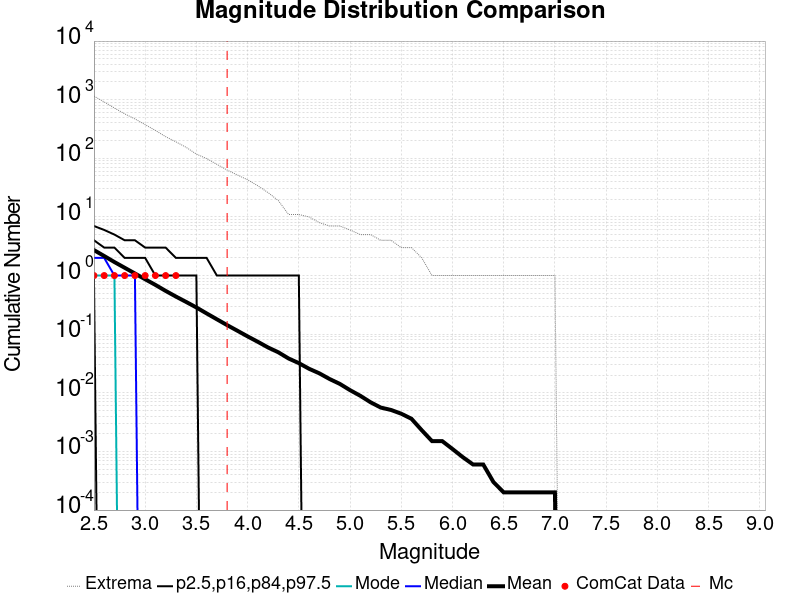 Magnitude Distribution Comparison
10^4
10^3
10^2
10^1
10^0
10^-1
10^-2
10^-3
10^-4
Cumulative Number
2.5 3.0 3.5 4.0 4.5 5.0 5.5 6.0 6.5 7.0 7.5 8.0 8.5 9.0
Magnitude
Extrema p2.5,p16,p84,p97.5 Mode Median Mean ComCat Data Mc